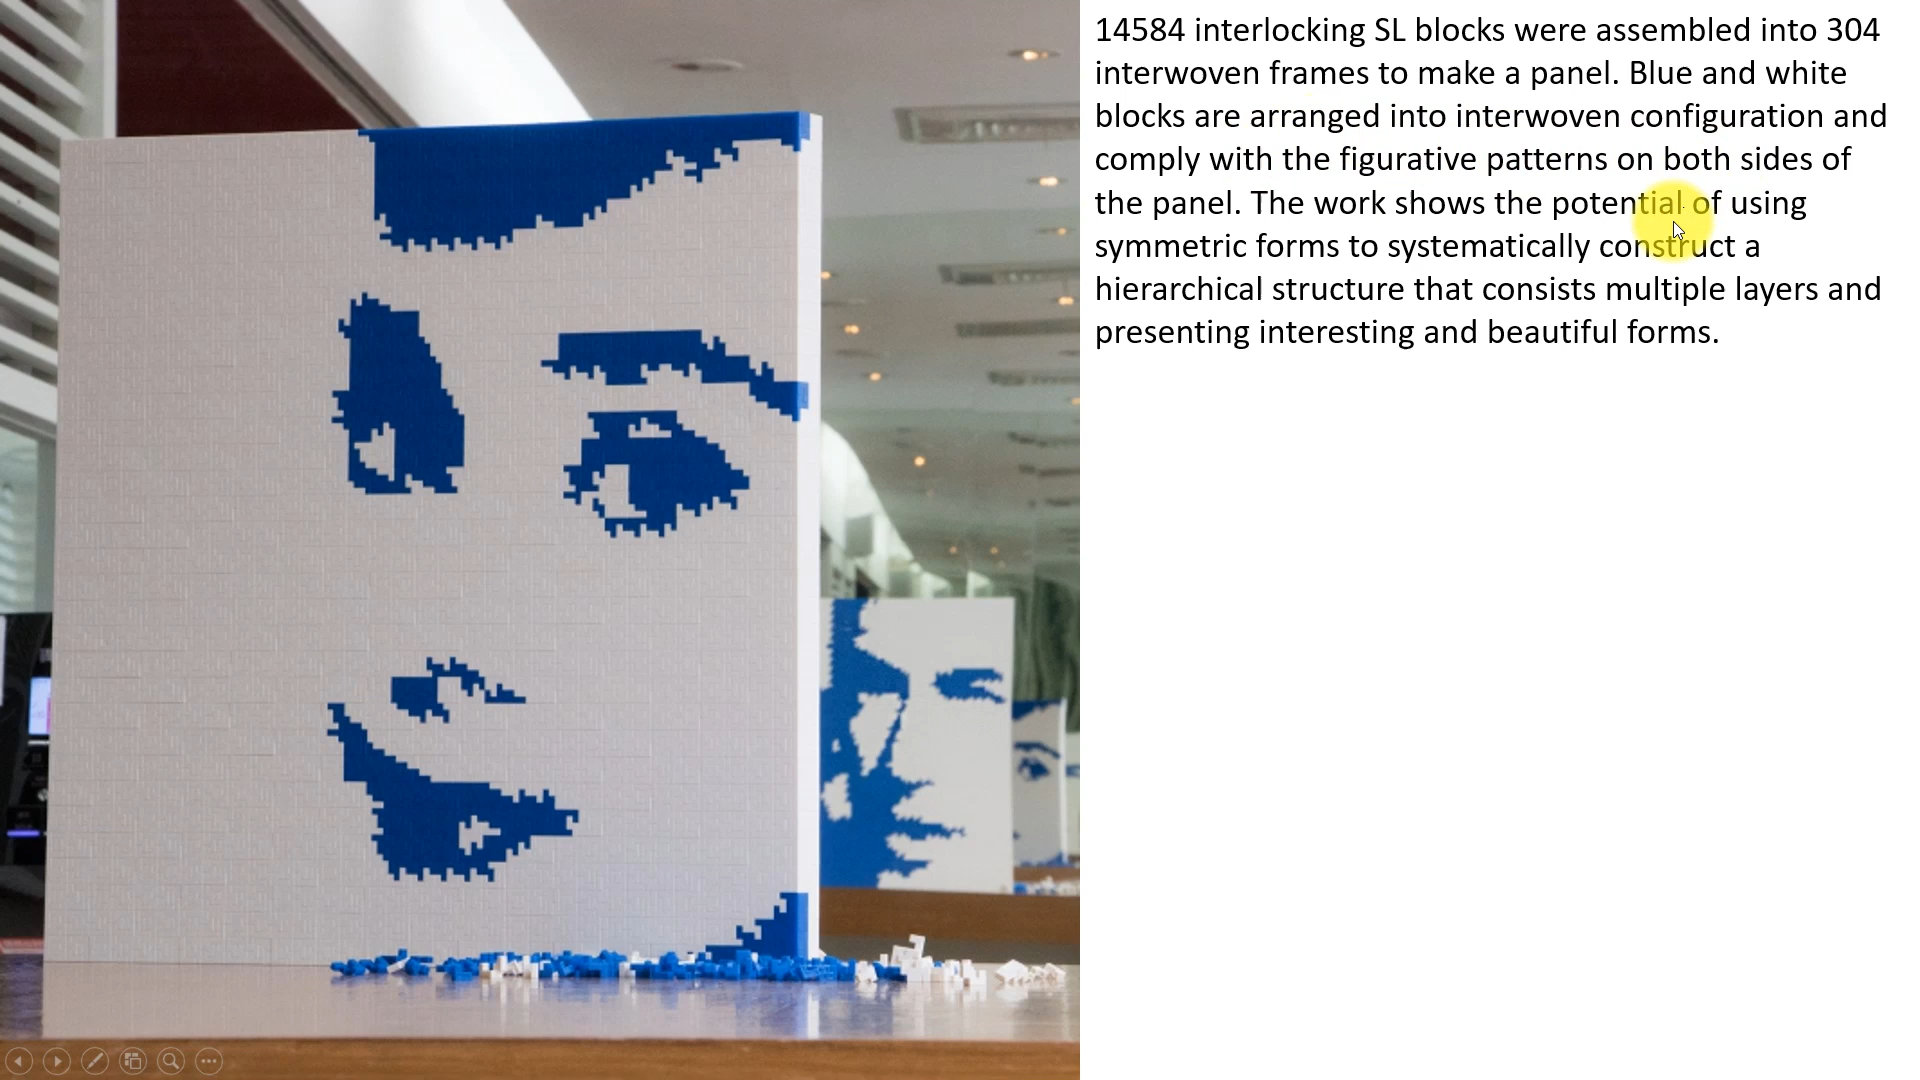 14584 interlocking SL blocks were assembled into 304
interwoven frames to make a panel. Blue and white
blocks are arranged into interwoven configuration and
comply with the figurative patterns on both sides of
the panel. The work shows the potential of using
symmetric forms to systematically construct a
hierarchical structure that consists multiple layers and
presenting interesting and beautiful forms.